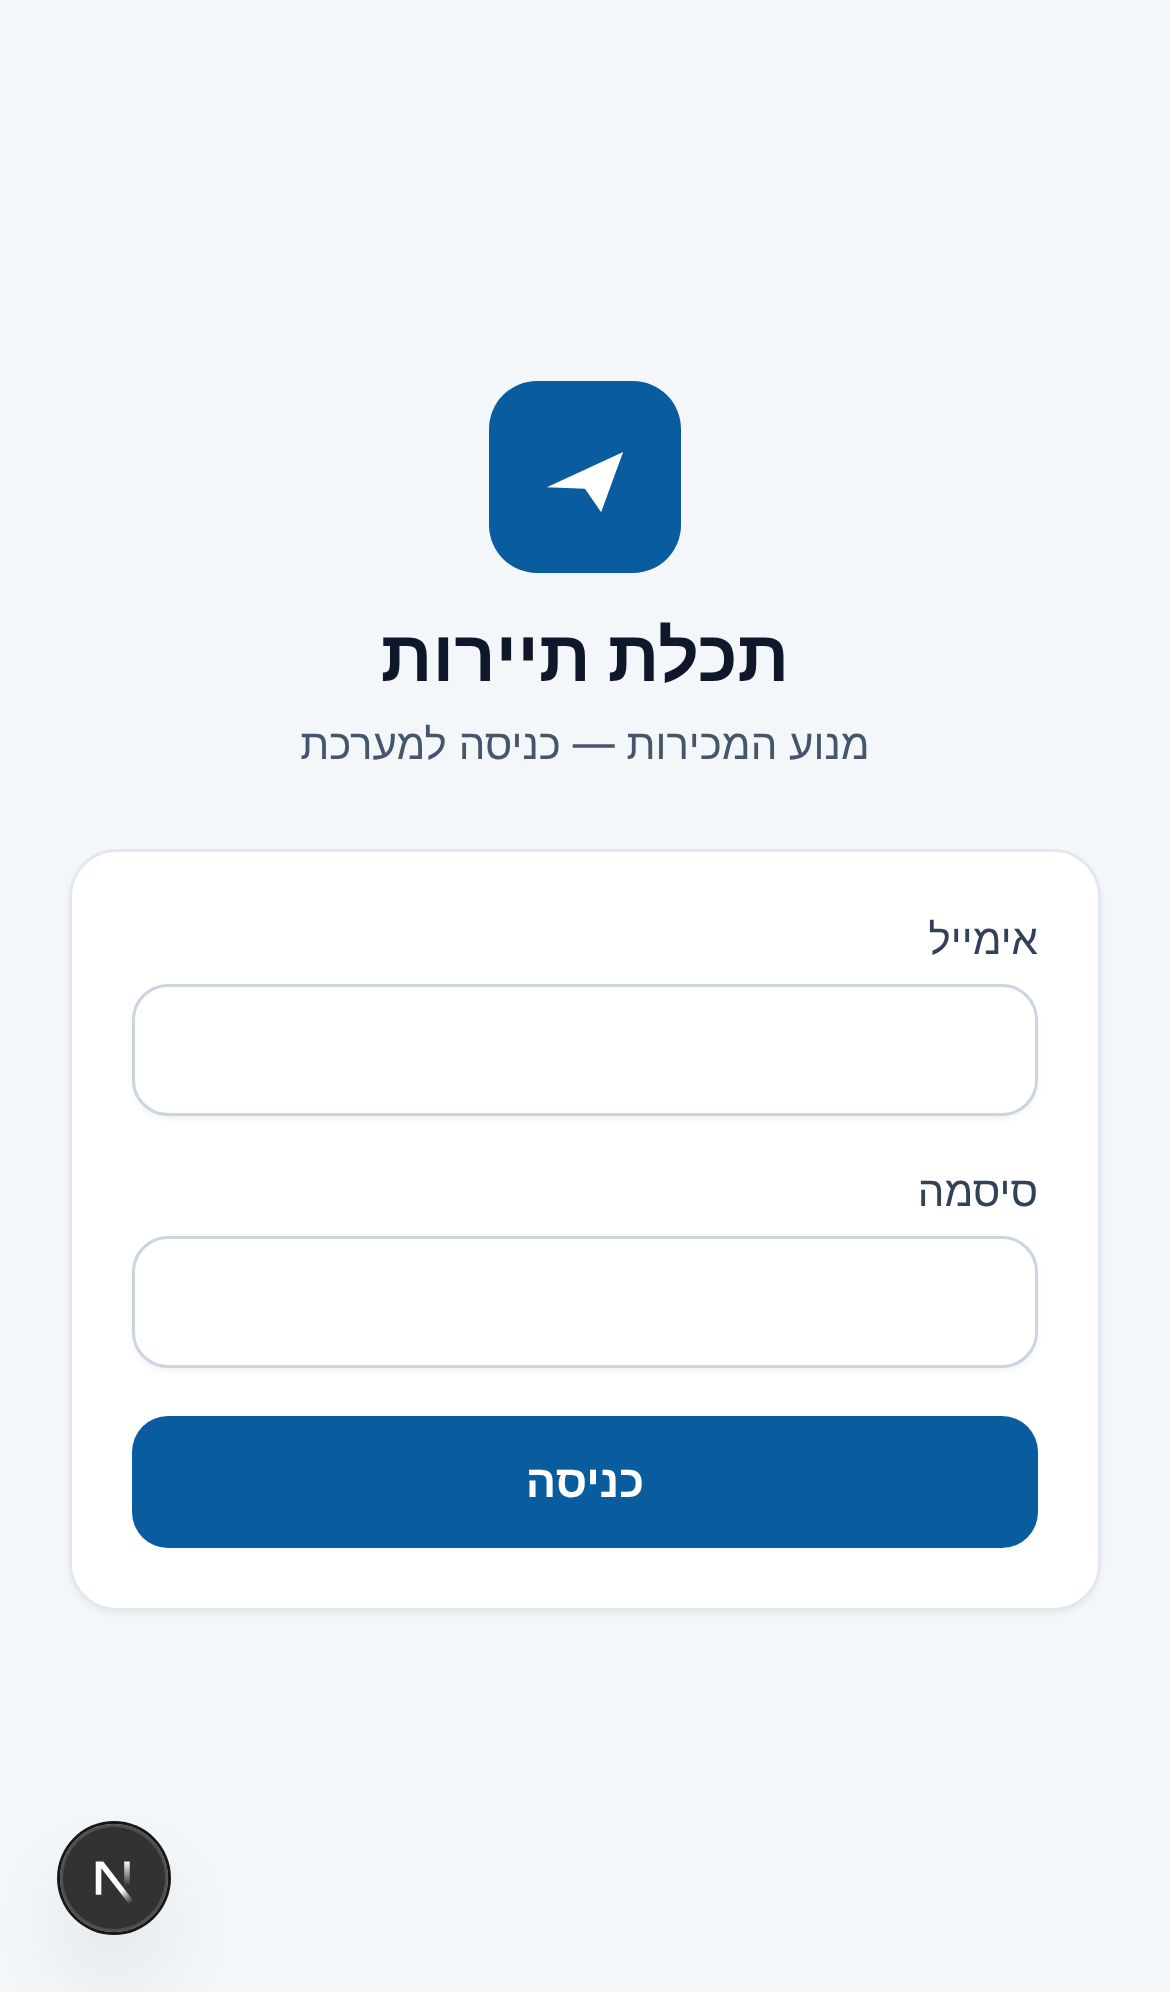 תכלת תיירות
מנוע המכירות — כניסה למערכת
אימייל
סיסמה
כניסה
N